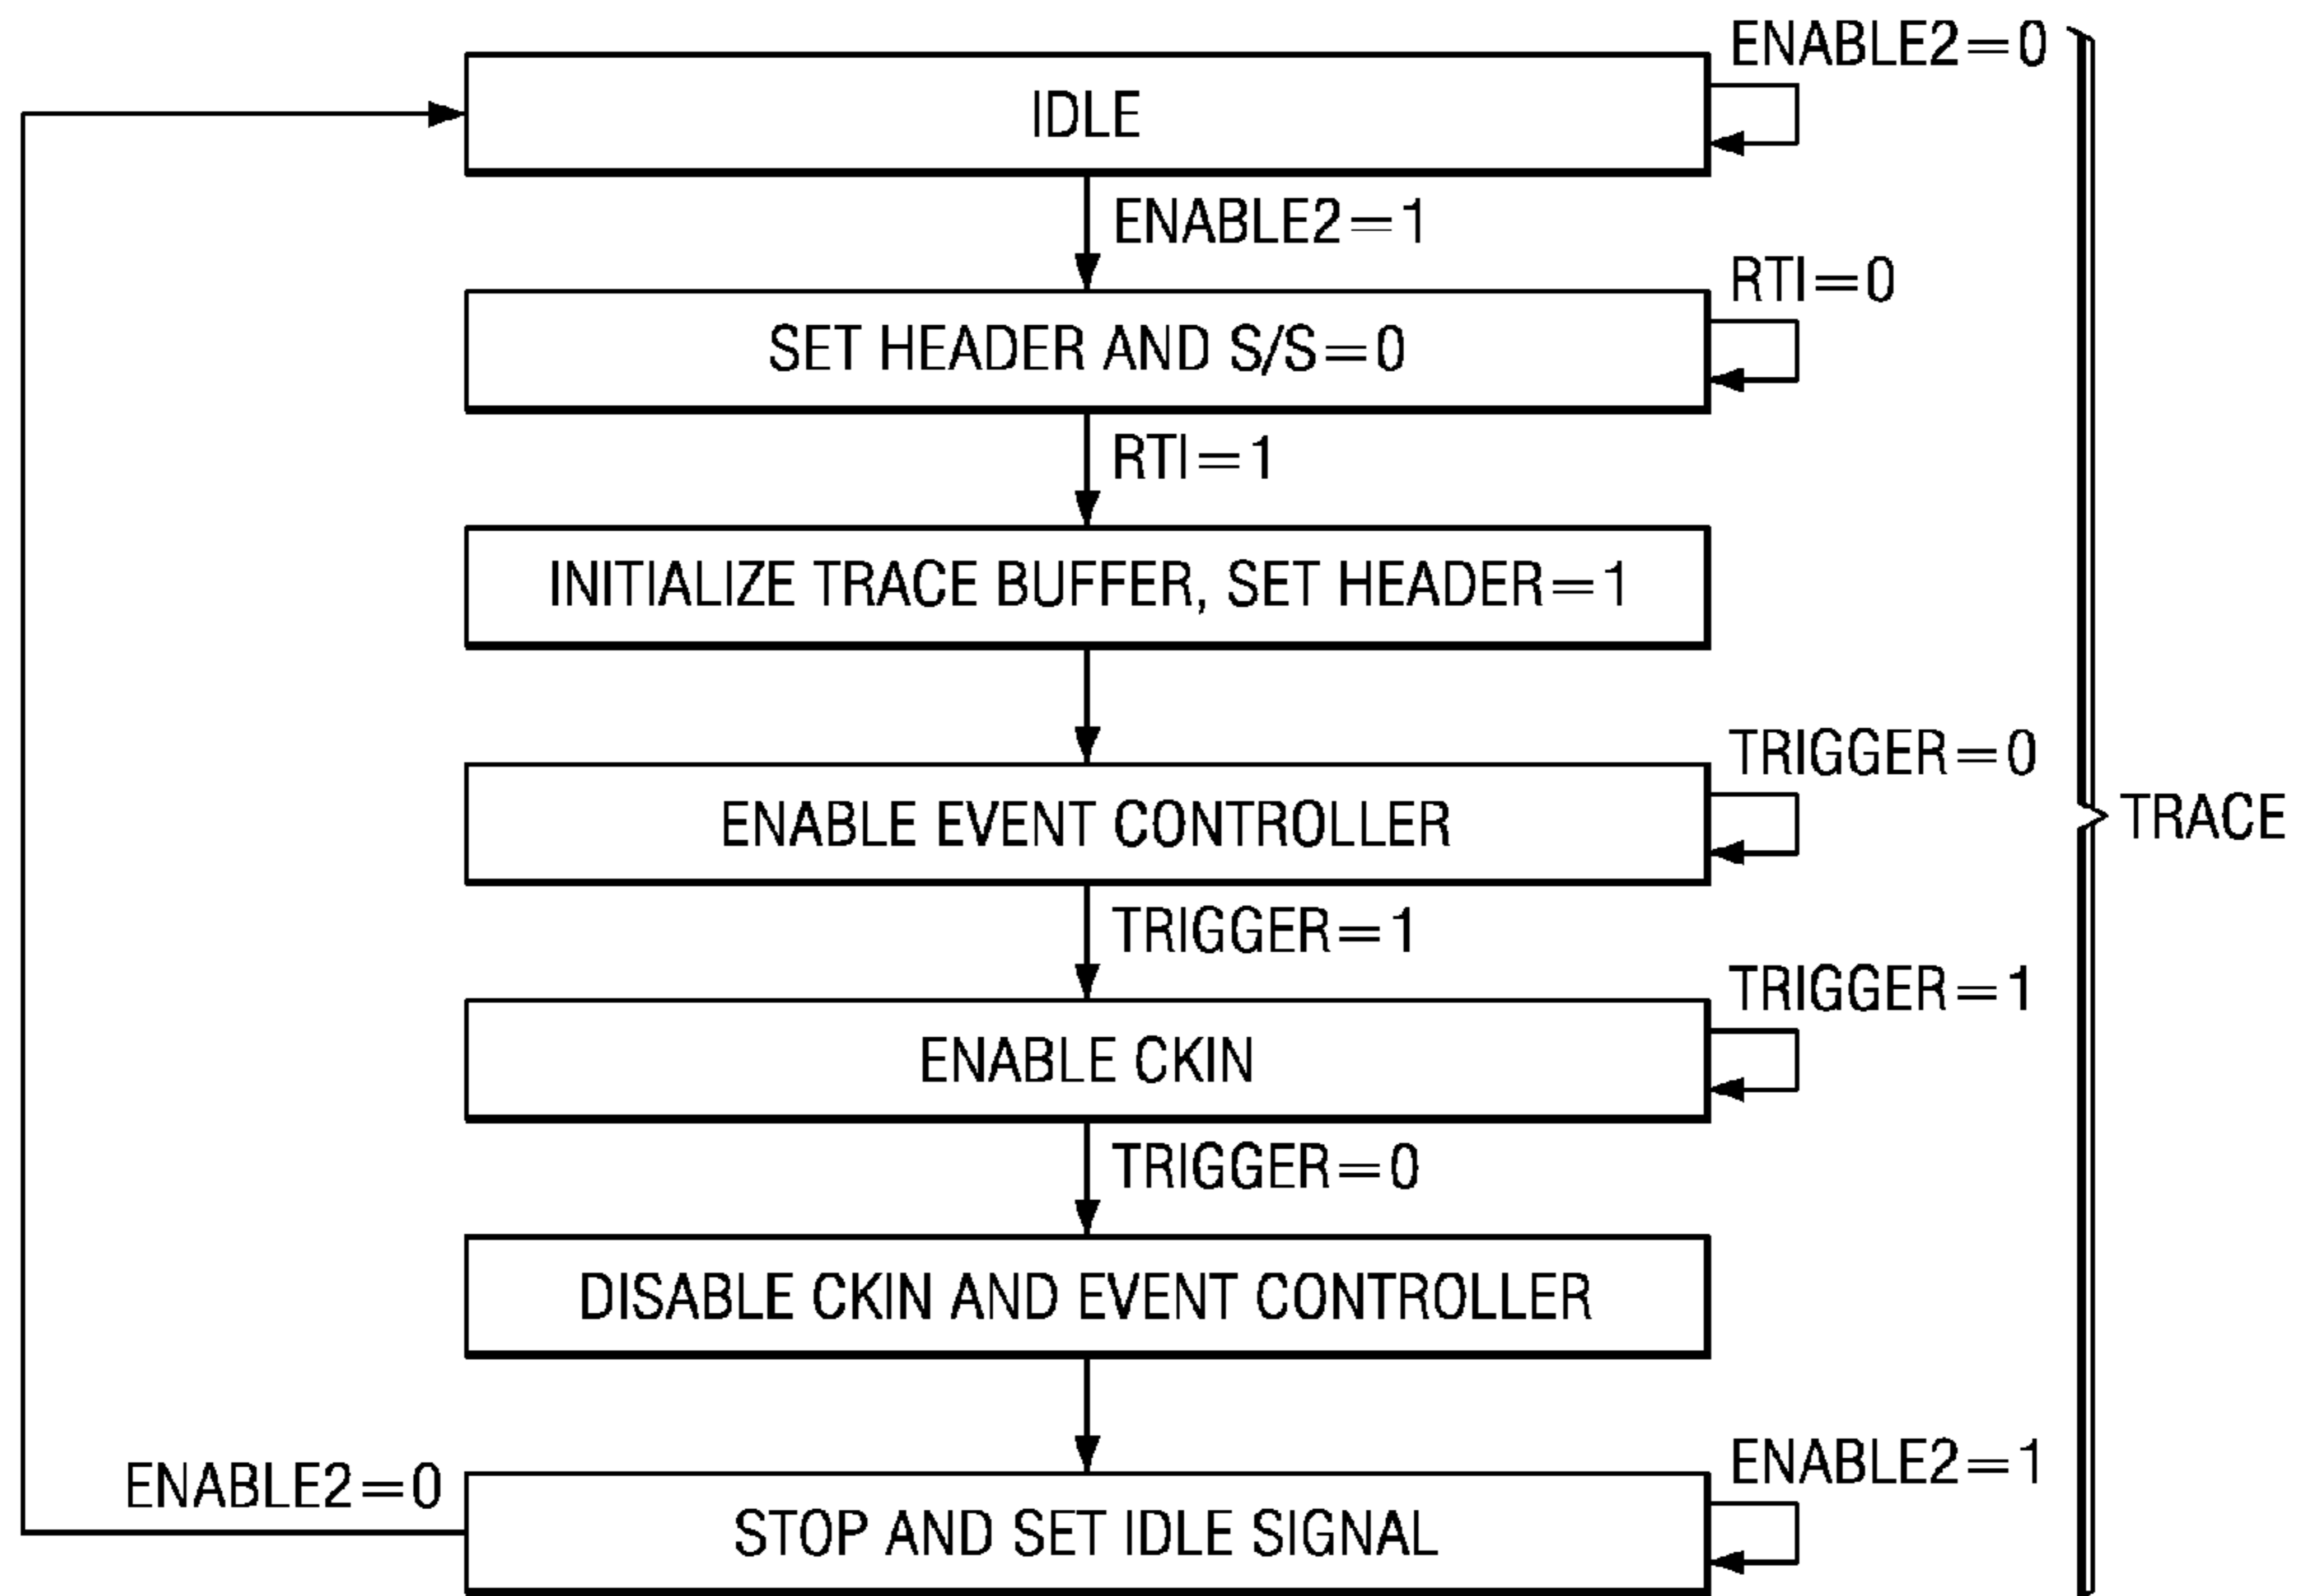 ENABLE2=0
IDLE
ENABLE2=1
RTI=0
SET HEADER AND S/S=0
RTI=1
INITIALIZE TRACE BUFFER, SET HEADER=1
TRIGGER=0
ENABLE EVENT CONTROLLER
TRACE
TRIGGER=1
TRIGGER=1
ENABLE CKIN
TRIGGER=0
DISABLE CKIN AND EVENT CONTROLLER
ENABLE2=1
ENABLE2=0
STOP AND SET IDLE SIGNAL